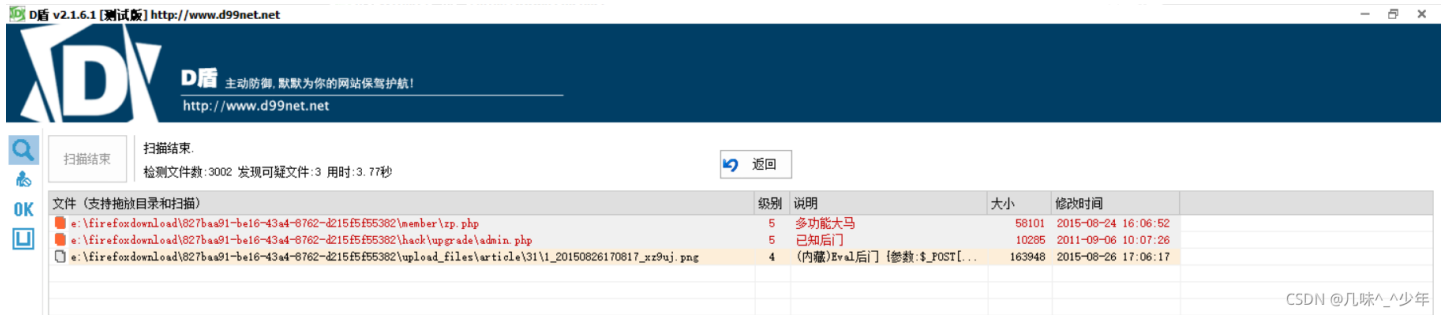 D盾 v2.1.6.1 [测试版] http://www.d99net.net
D盾 主动防御,默默为你的网站保驾护航!
http://www.d99net.net
扫描结束
扫描结束.
检测文件数:3002 发现可疑文件:3 用时:3.77秒
返回
文件（支持拖放目录和扫描） 级别 说明 大小 修改时间
e:\firefoxdownload\827baa91-be16-43a4-8762-d215f5f55382\member\zp.php 5 多功能大马 58101 2015-08-24 16:06:52
e:\firefoxdownload\827baa91-be16-43a4-8762-d215f5f55382\hack\upgrade\admin.php 5 已知后门 10285 2011-09-06 10:07:26
e:\firefoxdownload\827baa91-be16-43a4-8762-d215f5f55382\upload_files\article\31\1_20150826170817_xz9uj.png 4 (内藏)Eval后门 {参数:$_POST[... 163948 2015-08-26 17:06:17
OK
CSDN @几味^_^少年